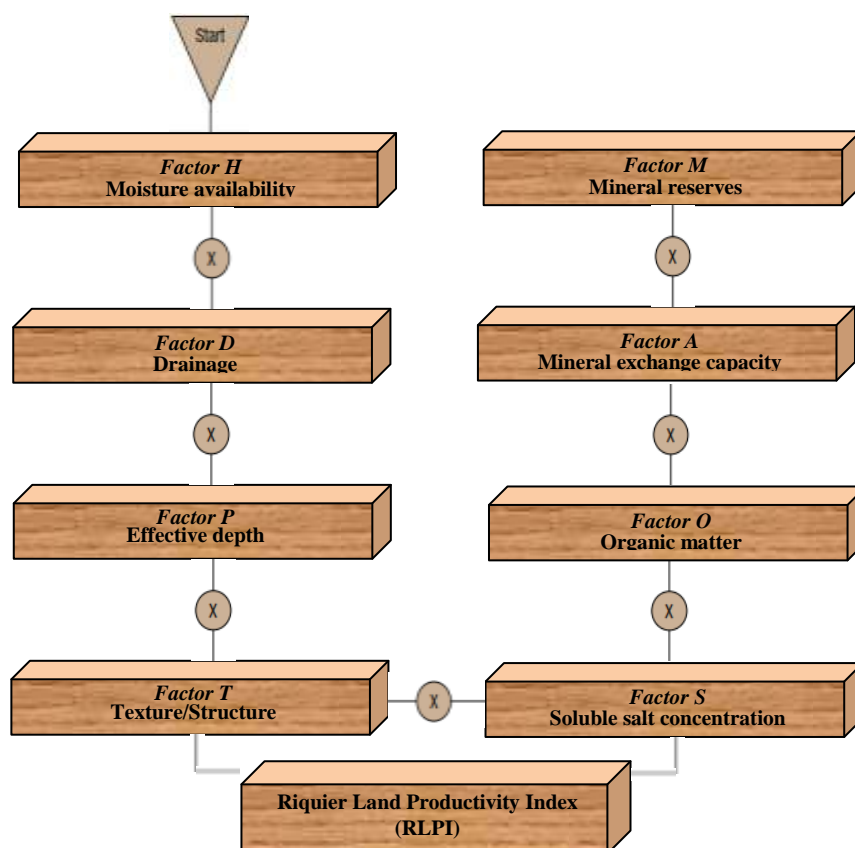 Start
Factor H
Moisture availability
X
Factor D
Drainage
X
Factor P
Effective depth
X
Factor T
Texture/Structure
X
Factor S
Soluble salt concentration
X
Factor O
Organic matter
X
Factor A
Mineral exchange capacity
X
Factor M
Mineral reserves
Riquier Land Productivity Index
(RLPI)